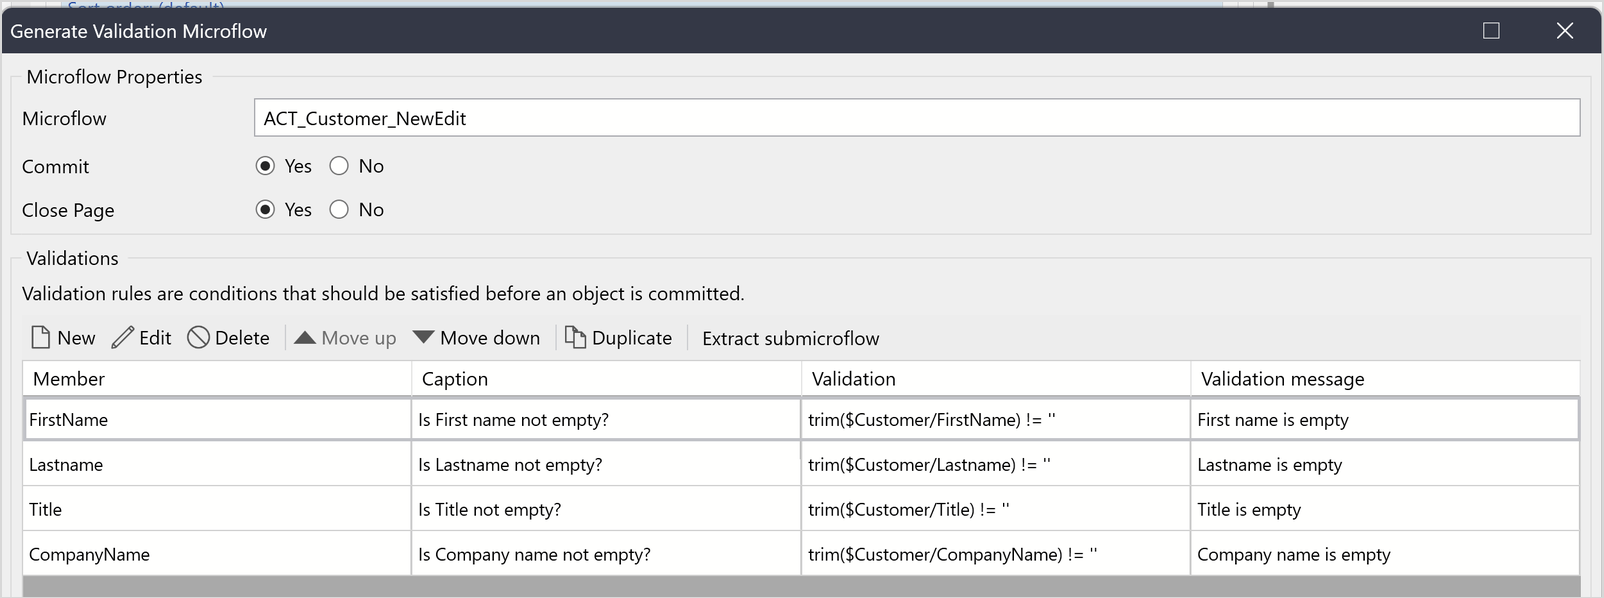 Sort order: (default)
Generate Validation Microflow
Microflow Properties
Microflow ACT_Customer_NewEdit
Commit Yes No
Close Page Yes No
Validations
Validation rules are conditions that should be satisfied before an object is committed.
New Edit Delete Move up Move down Duplicate Extract submicroflow
Member Caption Validation Validation message
FirstName Is First name not empty? trim($Customer/FirstName) != '' First name is empty
Lastname Is Lastname not empty? trim($Customer/Lastname) != '' Lastname is empty
Title Is Title not empty? trim($Customer/Title) != '' Title is empty
CompanyName Is Company name not empty? trim($Customer/CompanyName) != '' Company name is empty